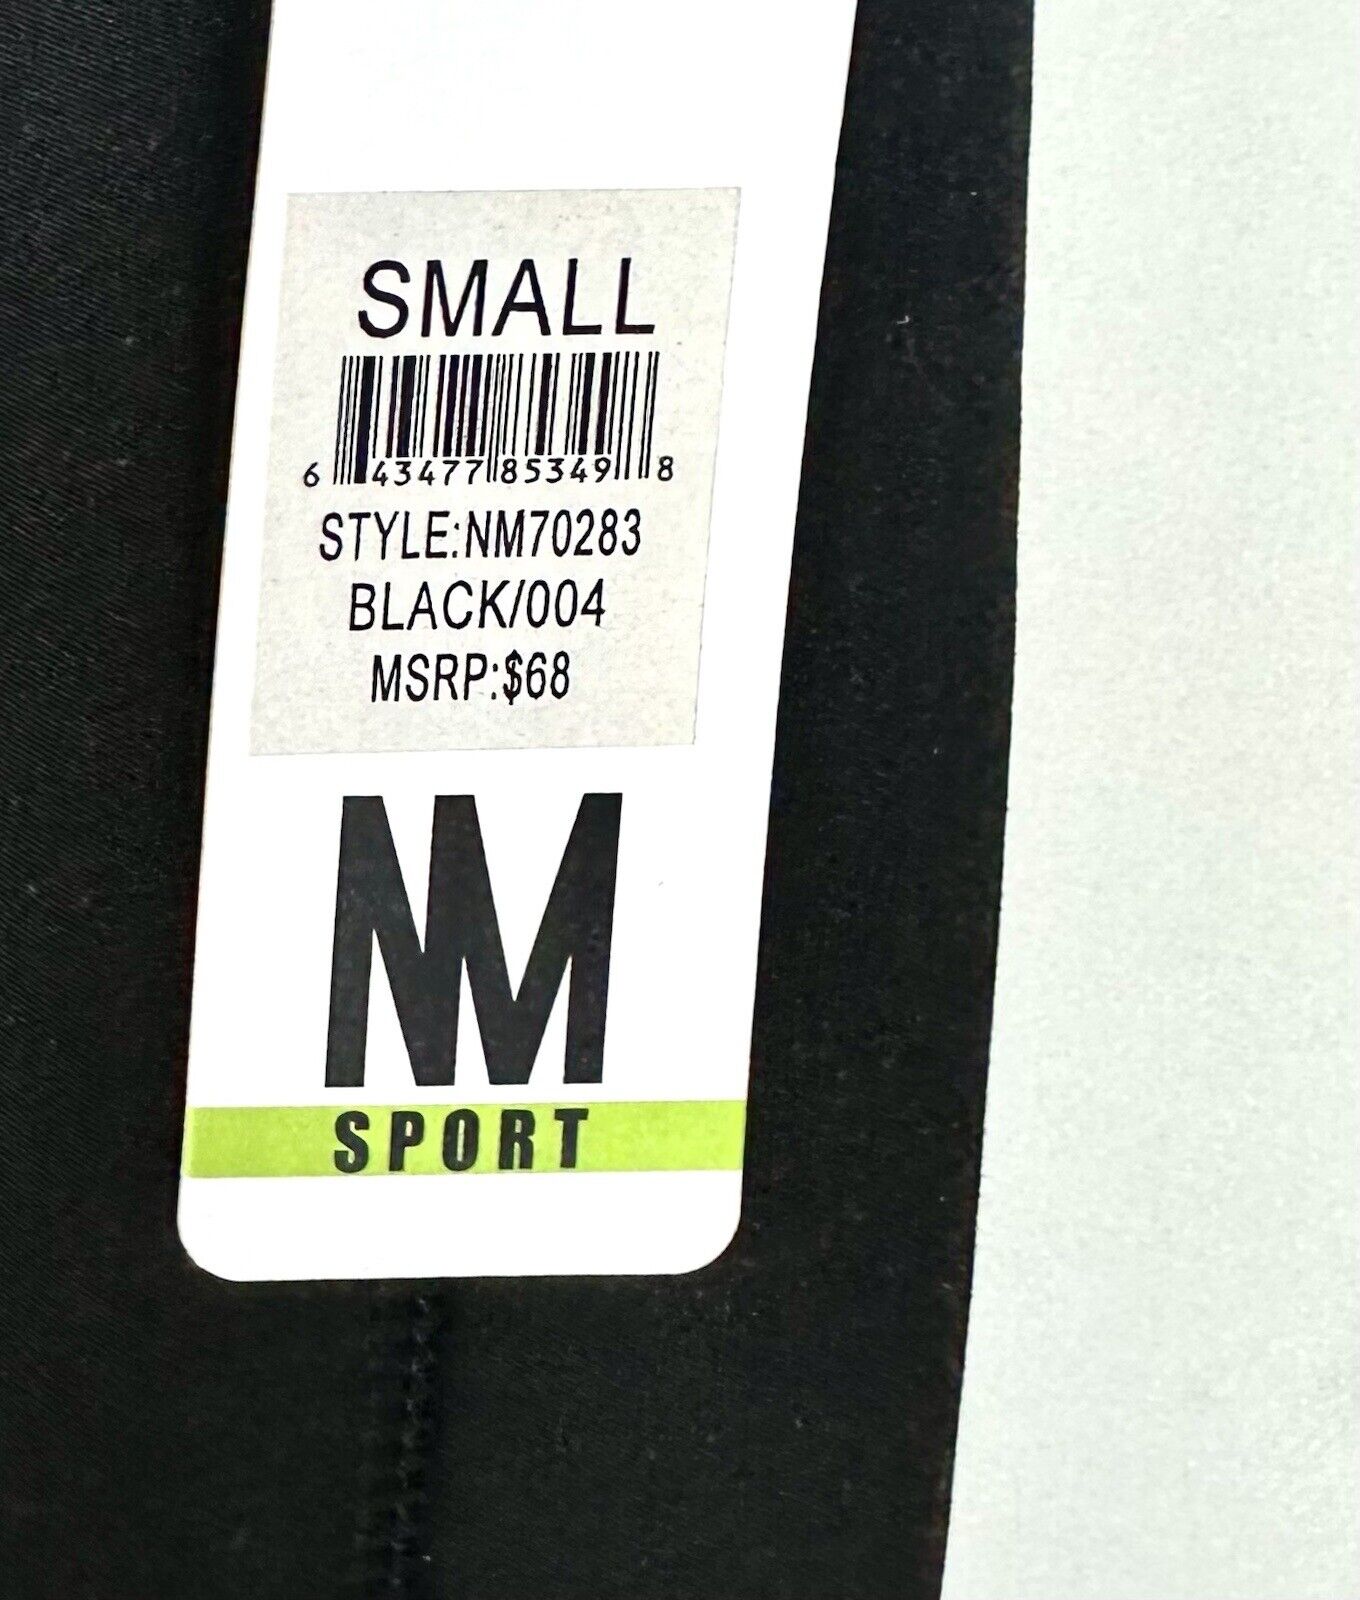 SMALL
6 43477 85349 8
STYLE:NM70283
BLACK/004
MSRP:$68
NM
SPORT